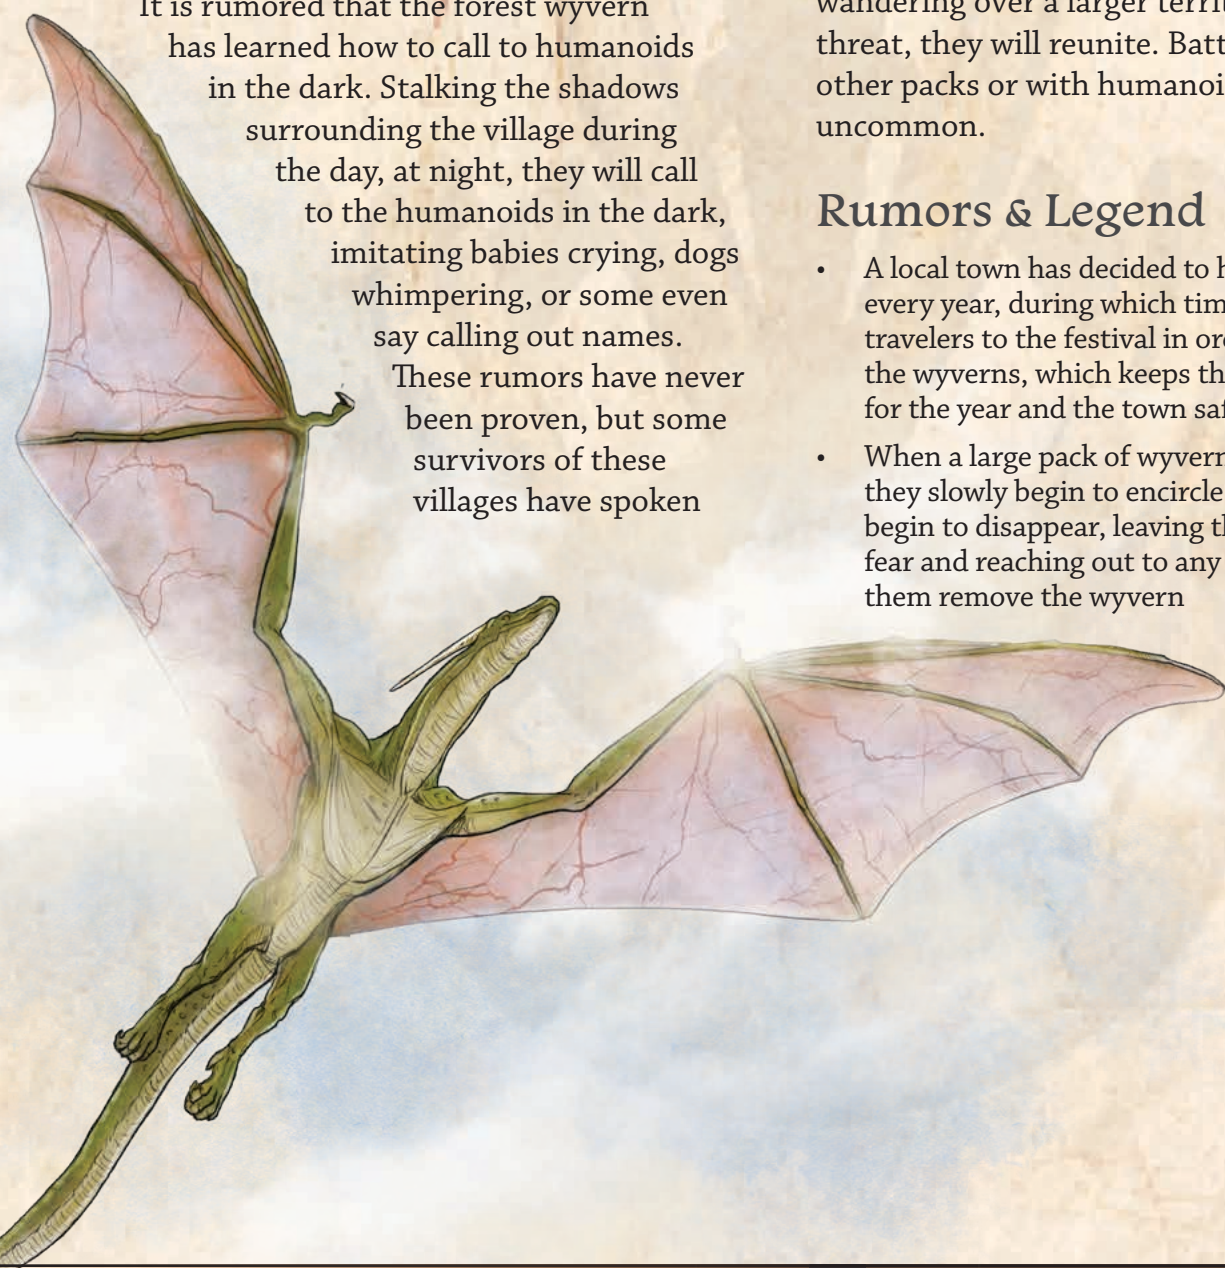 It is rumored that the forest wyvern
has learned how to call to humanoids
in the dark. Stalking the shadows
surrounding the village during
the day, at night, they will call
to the humanoids in the dark,
imitating babies crying, dogs
whimpering, or some even
say calling out names.
These rumors have never
been proven, but some
survivors of these
villages have spoken
wandering over a larger
threat, they will reunite.
other packs or with
uncommon.
Rumors & Legend
• A local town has decided to
every year, during which
travelers to the festival in
the wyverns, which keeps
for the year and the town
• When a large pack of
they slowly begin to encircle
begin to disappear, leaving
fear and reaching out to any
them remove the wyvern